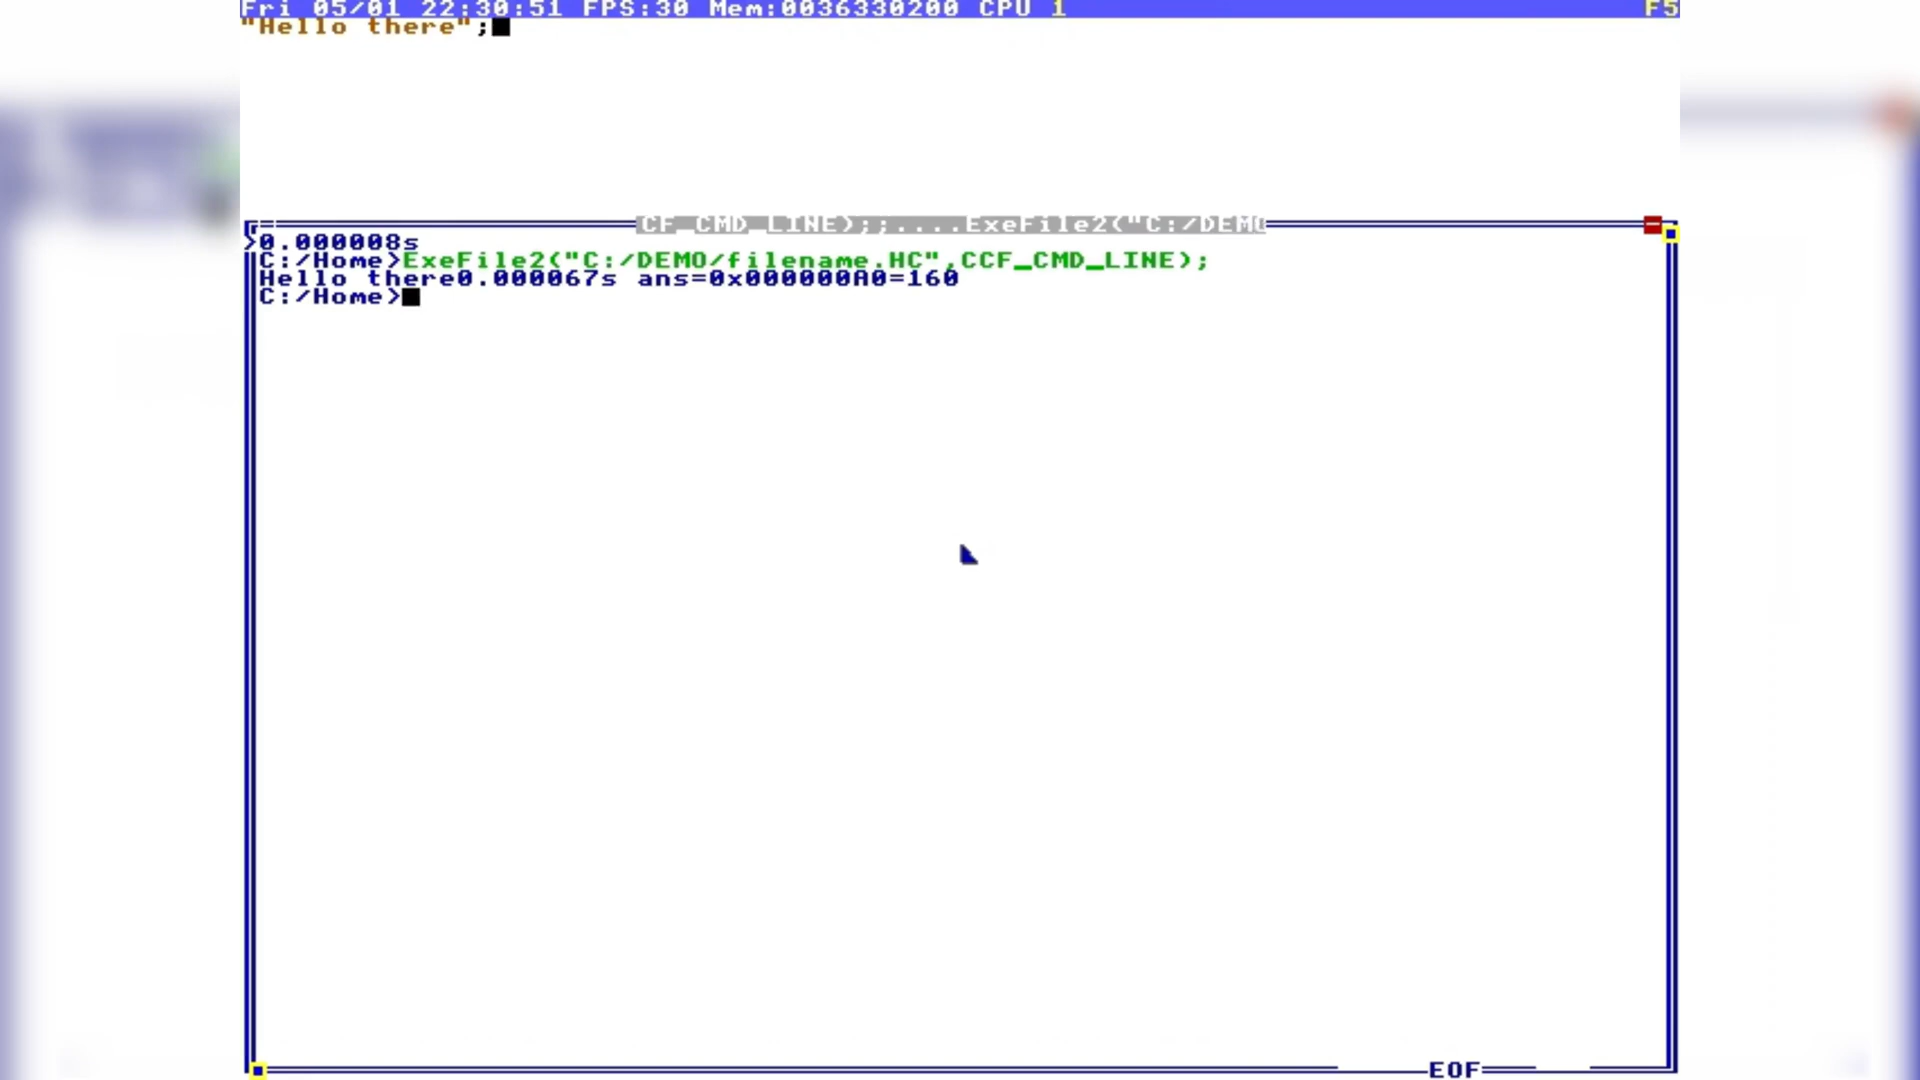 Fri 05/01 22:30:51 FPS:30 Mem:0036330200 CPU 1 F5
"Hello there";
CF_CMD_LINE);;....ExeFile2("C:/DEMO
>0.000008s
C:/Home>ExeFile2("C:/DEMO/filename.HC",CCF_CMD_LINE);
Hello there0.000067s ans=0x000000A0=160
C:/Home>
EOF